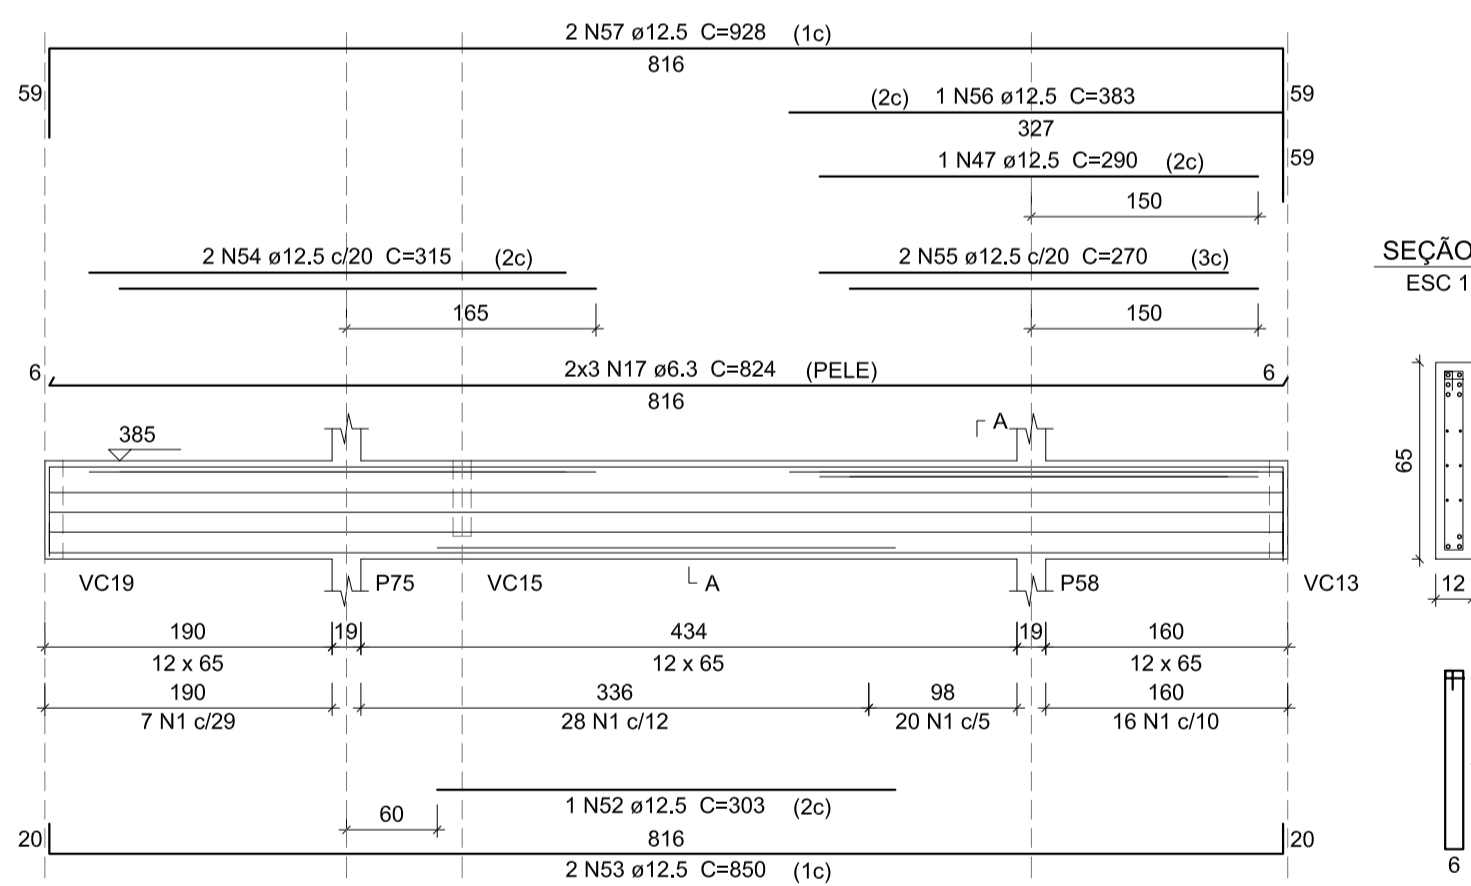 2 N57 ø12.5 C=928 (1c)
816
59
59
(2c) 1 N56 ø12.5 C=383
327
59
1 N47 ø12.5 C=290 (2c)
150
2 N54 ø12.5 c/20 C=315 (2c)
2 N55 ø12.5 c/20 C=270 (3c)
165
150
SEÇÃO
ESC 1
6
2x3 N17 ø6.3 C=824 (PELE)
6
816
385
A
65
VC19
P75
VC15
A
P58
VC13
12
190
19
434
19
160
12 x 65
12 x 65
12 x 65
190
336
98
160
7 N1 c/29
28 N1 c/12
20 N1 c/5
16 N1 c/10
1 N52 ø12.5 C=303 (2c)
60
20
816
20
2 N53 ø12.5 C=850 (1c)
6